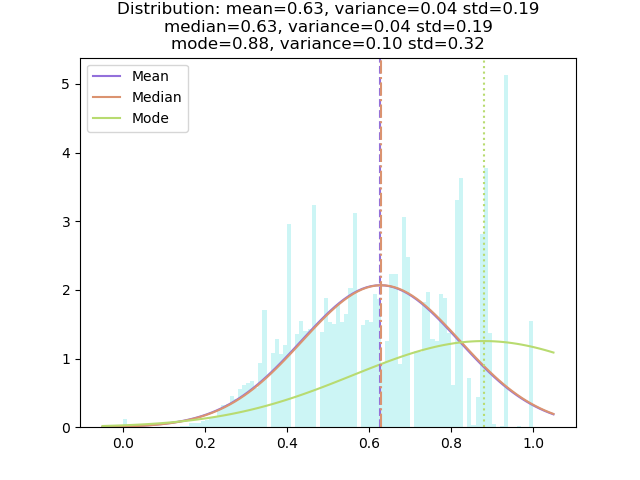 Distribution: mean=0.63, variance=0.04 std=0.19
median=0.63, variance=0.04 std=0.19
mode=0.88, variance=0.10 std=0.32
Mean
Median
Mode
5
4
3
2
1
0
0.0 0.2 0.4 0.6 0.8 1.0